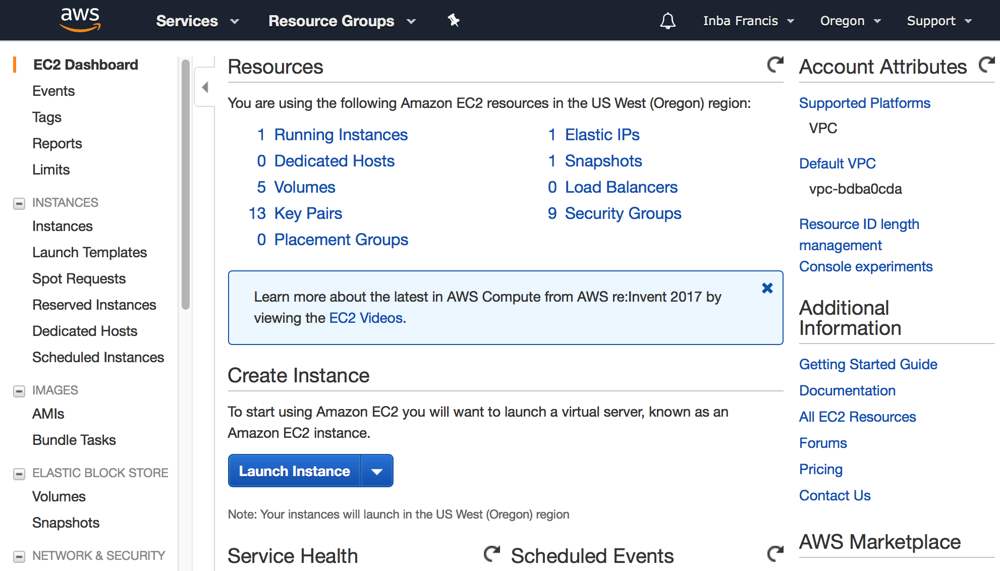 aws Services Resource Groups Inba Francis Oregon Support
EC2 Dashboard
Events
Tags
Reports
Limits
INSTANCES
Instances
Launch Templates
Spot Requests
Reserved Instances
Dedicated Hosts
Scheduled Instances
IMAGES
AMIs
Bundle Tasks
ELASTIC BLOCK STORE
Volumes
Snapshots
NETWORK & SECURITY
Resources
You are using the following Amazon EC2 resources in the US West (Oregon) region:
1 Running Instances
0 Dedicated Hosts
5 Volumes
13 Key Pairs
0 Placement Groups
1 Elastic IPs
1 Snapshots
0 Load Balancers
9 Security Groups
Learn more about the latest in AWS Compute from AWS re:Invent 2017 by
viewing the EC2 Videos.
Create Instance
To start using Amazon EC2 you will want to launch a virtual server, known as an
Amazon EC2 instance.
Launch Instance
Note: Your instances will launch in the US West (Oregon) region
Service Health
Scheduled Events
Account Attributes
Supported Platforms
VPC
Default VPC
vpc-bdba0cda
Resource ID length
management
Console experiments
Additional
Information
Getting Started Guide
Documentation
All EC2 Resources
Forums
Pricing
Contact Us
AWS Marketplace